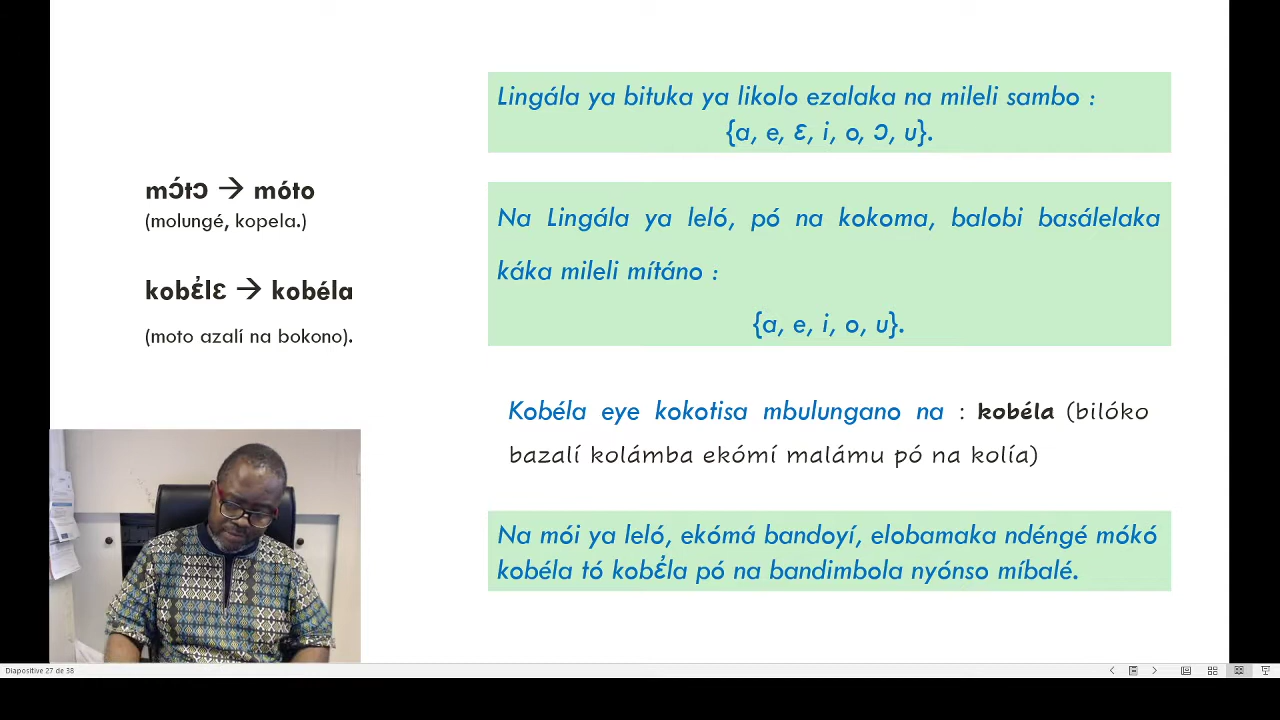 Lingála ya bituka ya likolo ezalaka na mileli sambo :
{a, e, ɛ, i, o, ɔ, u}.
mɔ́tɔ → móto
(molungé, kopela.)
kobɛ̓lɛ → kobéla
(moto azalí na bokono).
Na Lingála ya leló, pó na kokoma, balobi basálelaka
káka mileli mítáno :
{a, e, i, o, u}.
Kobéla eye kokotisa mbulungano na : kobéla (bilóko
bazalí kolámba ekómí malámu pó na kolía)
Na mói ya leló, ekómá bandoyí, elobamaka ndéngé mókó
kobéla tó kobɛ̓la pó na bandimbola nyónso míbalé.
Diapositive 27 de 38